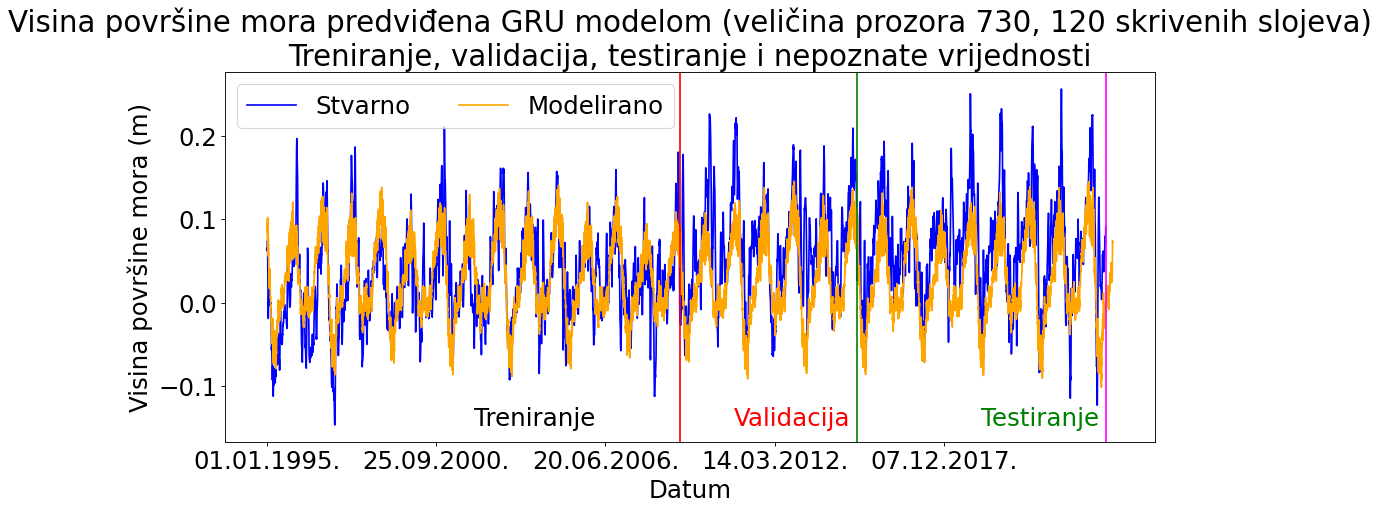 Visina površine mora predviđena GRU modelom (veličina prozora 730, 120 skrivenih slojeva)
Treniranje, validacija, testiranje i nepoznate vrijednosti
Stvarno
Modelirano
Visina površine mora (m)
0.2
0.1
0.0
−0.1
Treniranje
Validacija
Testiranje
01.01.1995.
25.09.2000.
20.06.2006.
14.03.2012.
07.12.2017.
Datum